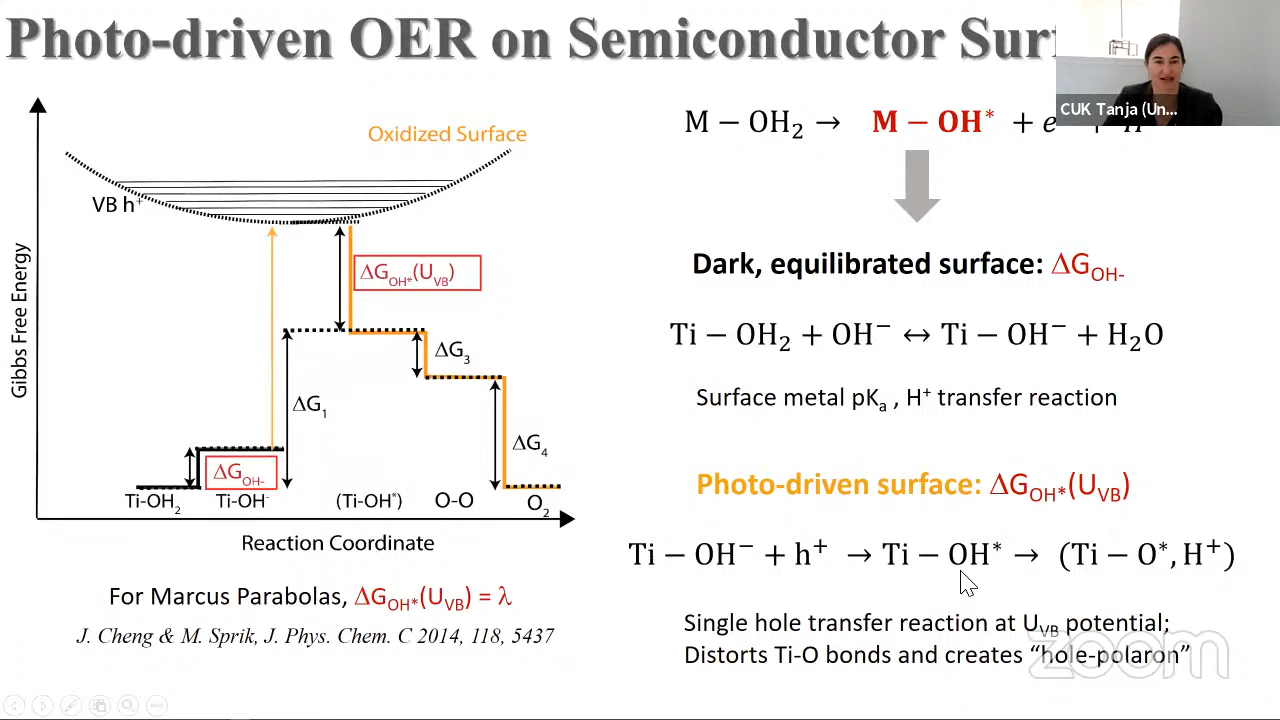 Photo-driven OER on Semiconductor Surf
CUK Tanja (Un...
Oxidized Surface
VB h⁺
ΔG_OH*(U_VB)
ΔG₃
ΔG₁
ΔG₄
ΔG_OH-
Ti-OH₂ Ti-OH⁻ (Ti-OH*) O-O O₂
Gibbs Free Energy
Reaction Coordinate
For Marcus Parabolas, ΔG_OH*(U_VB) = λ
J. Cheng & M. Sprik, J. Phys. Chem. C 2014, 118, 5437
M − OH₂ → M − OH* + e
Dark, equilibrated surface: ΔG_OH-
Ti − OH₂ + OH⁻ ↔ Ti − OH⁻ + H₂O
Surface metal pKₐ , H⁺ transfer reaction
Photo-driven surface: ΔG_OH*(U_VB)
Ti − OH⁻ + h⁺ → Ti − OH* → (Ti − O*, H⁺)
Single hole transfer reaction at U_VB potential;
Distorts Ti-O bonds and creates “hole-polaron”
zoom